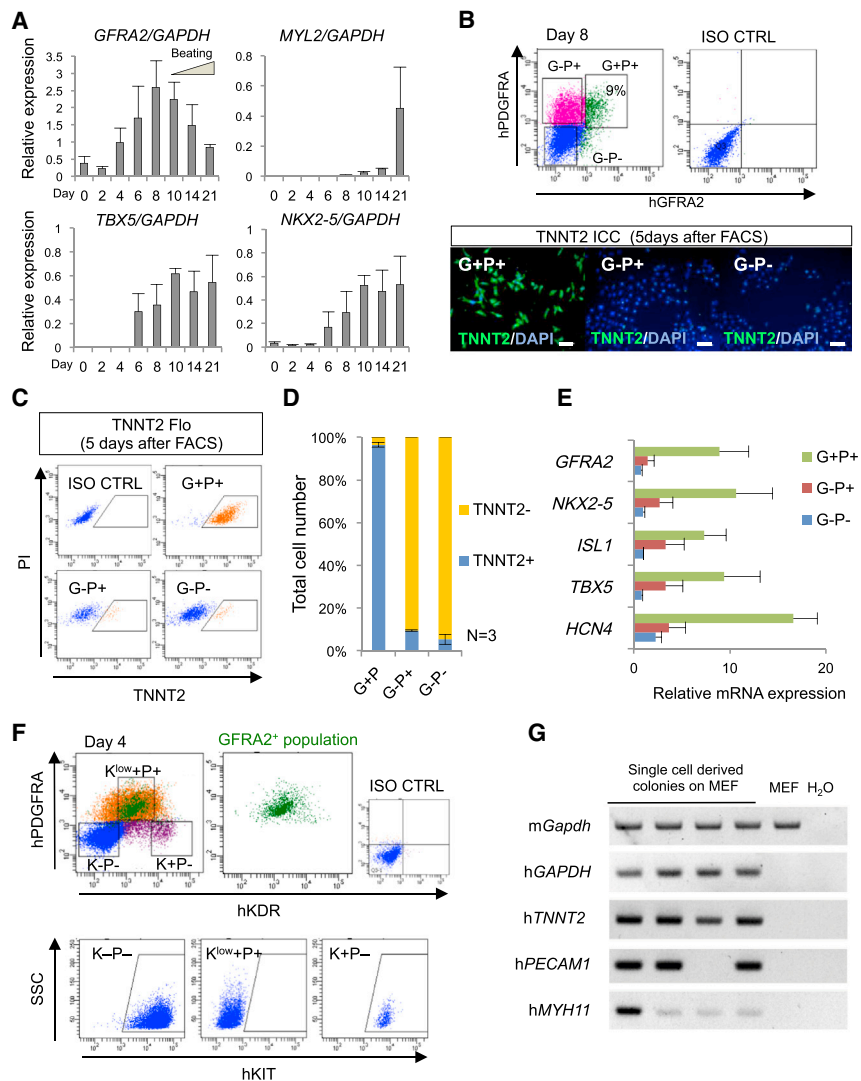 A
GFRA2/GAPDH
Beating
Relative expression
3.5
3
2.5
2
1.5
1
0.5
0
Day
0 2 4 6 8 10 14 21
MYL2/GAPDH
0.8
0.6
0.4
0.2
0
0 2 4 6 8 10 14 21
TBX5/GAPDH
Relative expression
1
0.8
0.6
0.4
0.2
0
Day
0 2 4 6 8 10 14 21
NKX2-5/GAPDH
1
0.8
0.6
0.4
0.2
0
0 2 4 6 8 10 14 21
B
Day 8
ISO CTRL
hPDGFRA
G-P+
G+P+
9%
G-P-
hGFRA2
TNNT2 ICC (5days after FACS)
G+P+
G-P+
G-P-
TNNT2/DAPI
TNNT2/DAPI
TNNT2/DAPI
C
TNNT2 Flo
(5 days after FACS)
PI
ISO CTRL
G+P+
G-P+
G-P-
TNNT2
D
Total cell number
100%
80%
60%
40%
20%
0%
TNNT2-
TNNT2+
N=3
G+P
G-P+
G-P-
E
GFRA2
NKX2-5
ISL1
TBX5
HCN4
G+P+
G-P+
G-P-
0 10 20
Relative mRNA expression
F
Day 4
GFRA2+ population
hPDGFRA
Klow+P+
K-P-
K+P-
ISO CTRL
hKDR
SSC
K–P–
Klow+P+
K+P–
hKIT
G
Single cell derived
colonies on MEF
MEF
H2O
mGapdh
hGAPDH
hTNNT2
hPECAM1
hMYH11